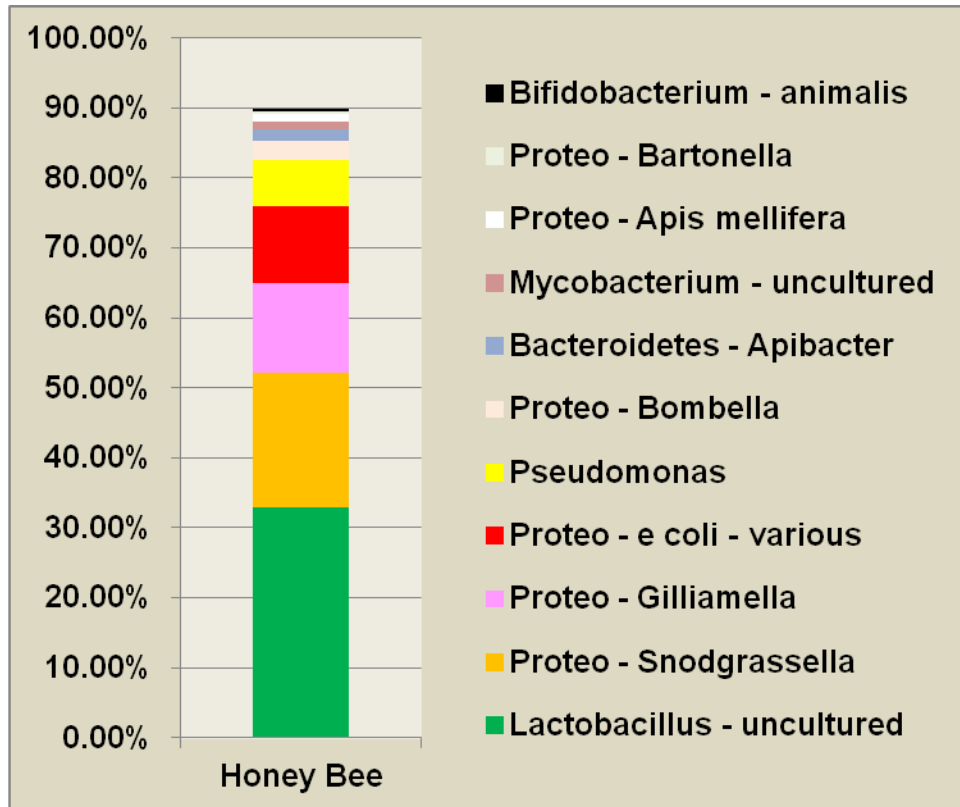 100.00%
90.00%
80.00%
70.00%
60.00%
50.00%
40.00%
30.00%
20.00%
10.00%
0.00%
Honey Bee
Bifidobacterium - animalis
Proteo - Bartonella
Proteo - Apis mellifera
Mycobacterium - uncultured
Bacteroidetes - Apibacter
Proteo - Bombella
Pseudomonas
Proteo - e coli - various
Proteo - Gilliamella
Proteo - Snodgrassella
Lactobacillus - uncultured